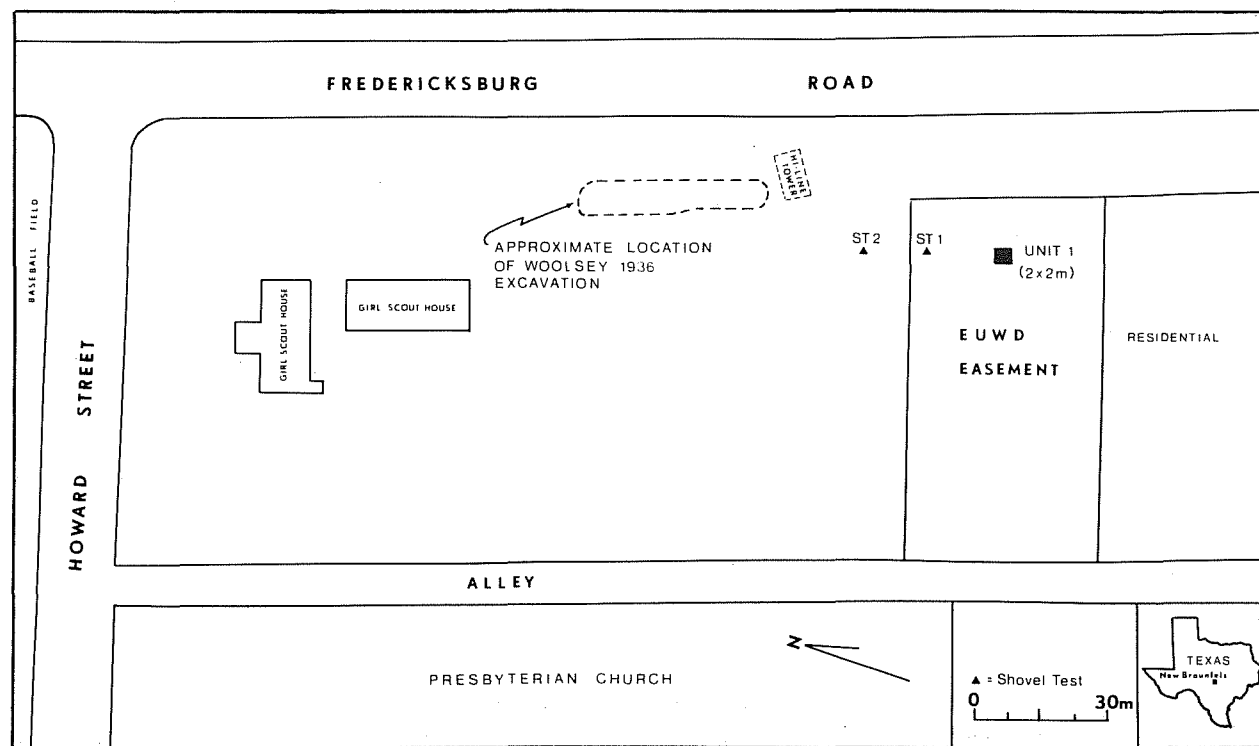 FREDERICKSBURG ROAD
BASEBALL FIELD
HI-LINE
TOWER
ST 2
ST 1
UNIT 1
(2x2m)
APPROXIMATE LOCATION
OF WOOLSEY 1936
EXCAVATION
GIRL SCOUT HOUSE
GIRL SCOUT HOUSE
EUWD
EASEMENT
RESIDENTIAL
HOWARD STREET
ALLEY
N
PRESBYTERIAN CHURCH
▲ = Shovel Test
0 30m
TEXAS
New Braunfels